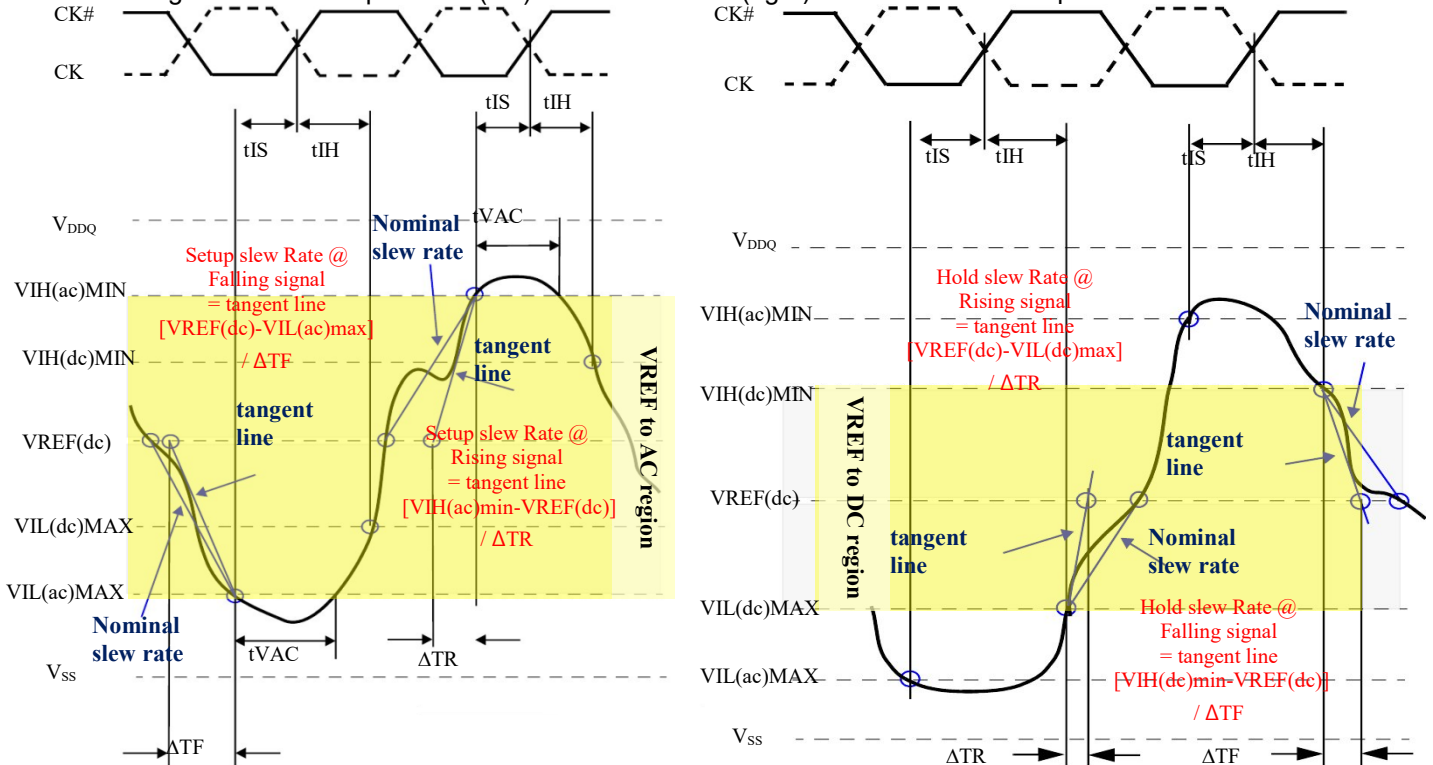 CK#
CK
tIS
tIH
tIS
tIH
VDDQ
tVAC
Nominal
slew rate
Setup slew Rate @
Falling signal
= tangent line
[VREF(dc)-VIL(ac)max]
/ ΔTF
VIH(ac)MIN
VIH(dc)MIN
tangent
line
tangent
line
VREF(dc)
Setup slew Rate @
Rising signal
= tangent line
[VIH(ac)min-VREF(dc)]
/ ΔTR
VREF to AC region
VIL(dc)MAX
VIL(ac)MAX
Nominal
slew rate
tVAC
ΔTR
VSS
ΔTF
CK#
CK
tIS
tIH
tIS
tIH
VDDQ
Hold slew Rate @
Rising signal
= tangent line
[VREF(dc)-VIL(dc)max]
/ ΔTR
VIH(ac)MIN
Nominal
slew rate
VIH(dc)MIN
VREF to DC region
tangent
line
VREF(dc)
tangent
line
Nominal
slew rate
VIL(dc)MAX
Hold slew Rate @
Falling signal
= tangent line
[VIH(dc)min-VREF(dc)]
/ ΔTF
VIL(ac)MAX
VSS
ΔTR
ΔTF